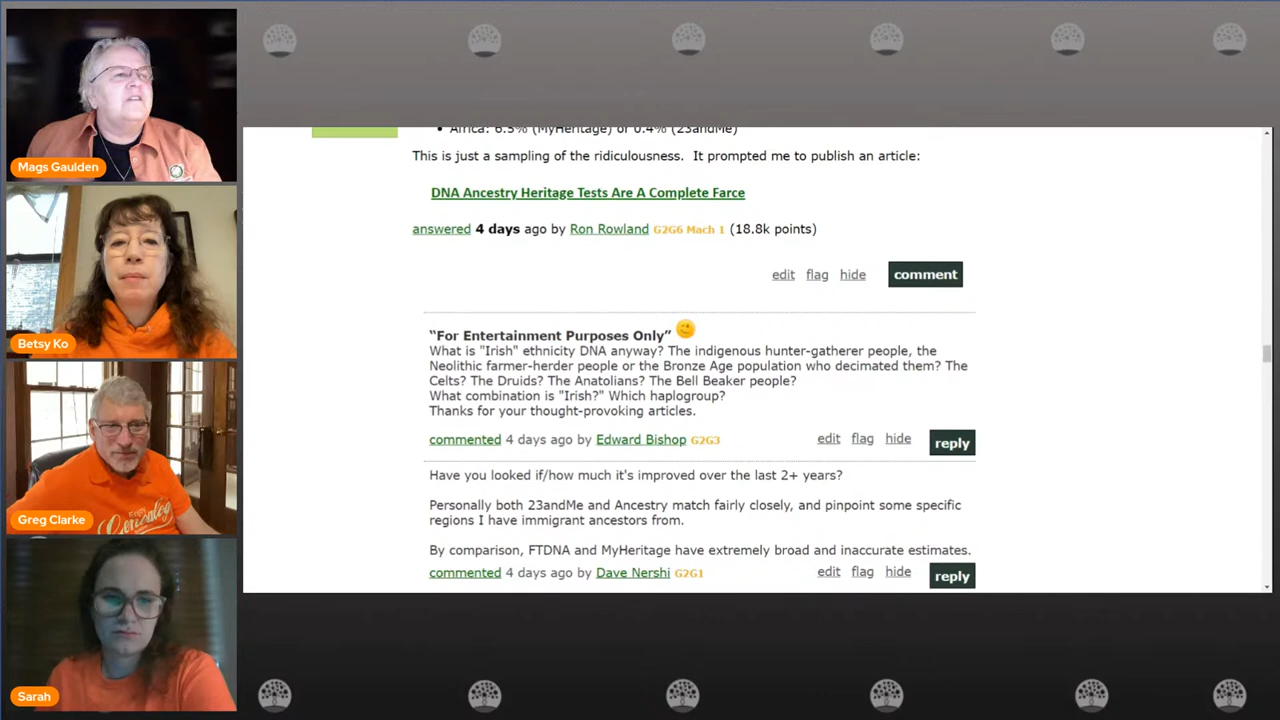 Mags Gaulden
Betsy Ko
Greg Clarke
Sarah
• Africa: 6.5% (MyHeritage) or 0.4% (23andMe)
This is just a sampling of the ridiculousness. It prompted me to publish an article:
DNA Ancestry Heritage Tests Are A Complete Farce
answered 4 days ago by Ron Rowland G2G6 Mach 1 (18.8k points)
edit flag hide comment
“For Entertainment Purposes Only”
What is "Irish" ethnicity DNA anyway? The indigenous hunter-gatherer people, the
Neolithic farmer-herder people or the Bronze Age population who decimated them? The
Celts? The Druids? The Anatolians? The Bell Beaker people?
What combination is "Irish?" Which haplogroup?
Thanks for your thought-provoking articles.
commented 4 days ago by Edward Bishop G2G3 edit flag hide reply
Have you looked if/how much it's improved over the last 2+ years?
Personally both 23andMe and Ancestry match fairly closely, and pinpoint some specific
regions I have immigrant ancestors from.
By comparison, FTDNA and MyHeritage have extremely broad and inaccurate estimates.
commented 4 days ago by Dave Nershi G2G1 edit flag hide reply